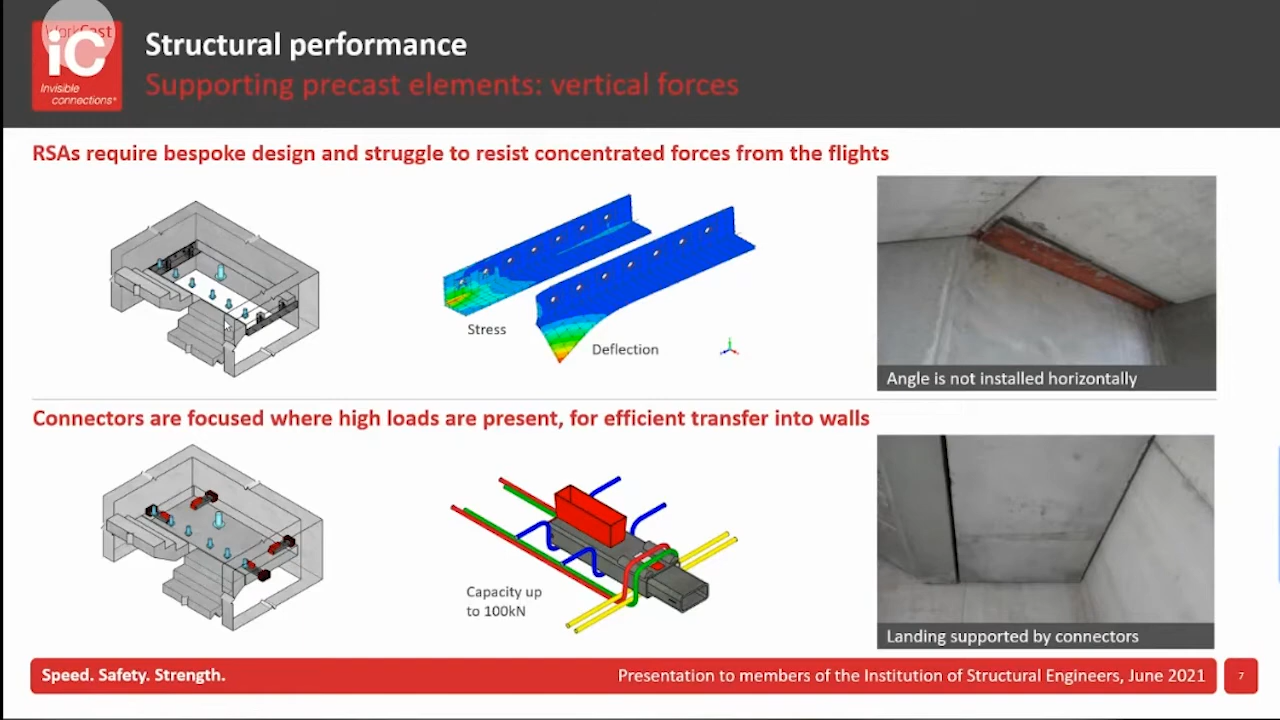 WorkCast
iC
Invisible
connections®
Structural performance
Supporting precast elements: vertical forces
RSAs require bespoke design and struggle to resist concentrated forces from the flights
Stress
Deflection
Angle is not installed horizontally
Connectors are focused where high loads are present, for efficient transfer into walls
Capacity up
to 100kN
Landing supported by connectors
Speed. Safety. Strength.
Presentation to members of the Institution of Structural Engineers, June 2021
7